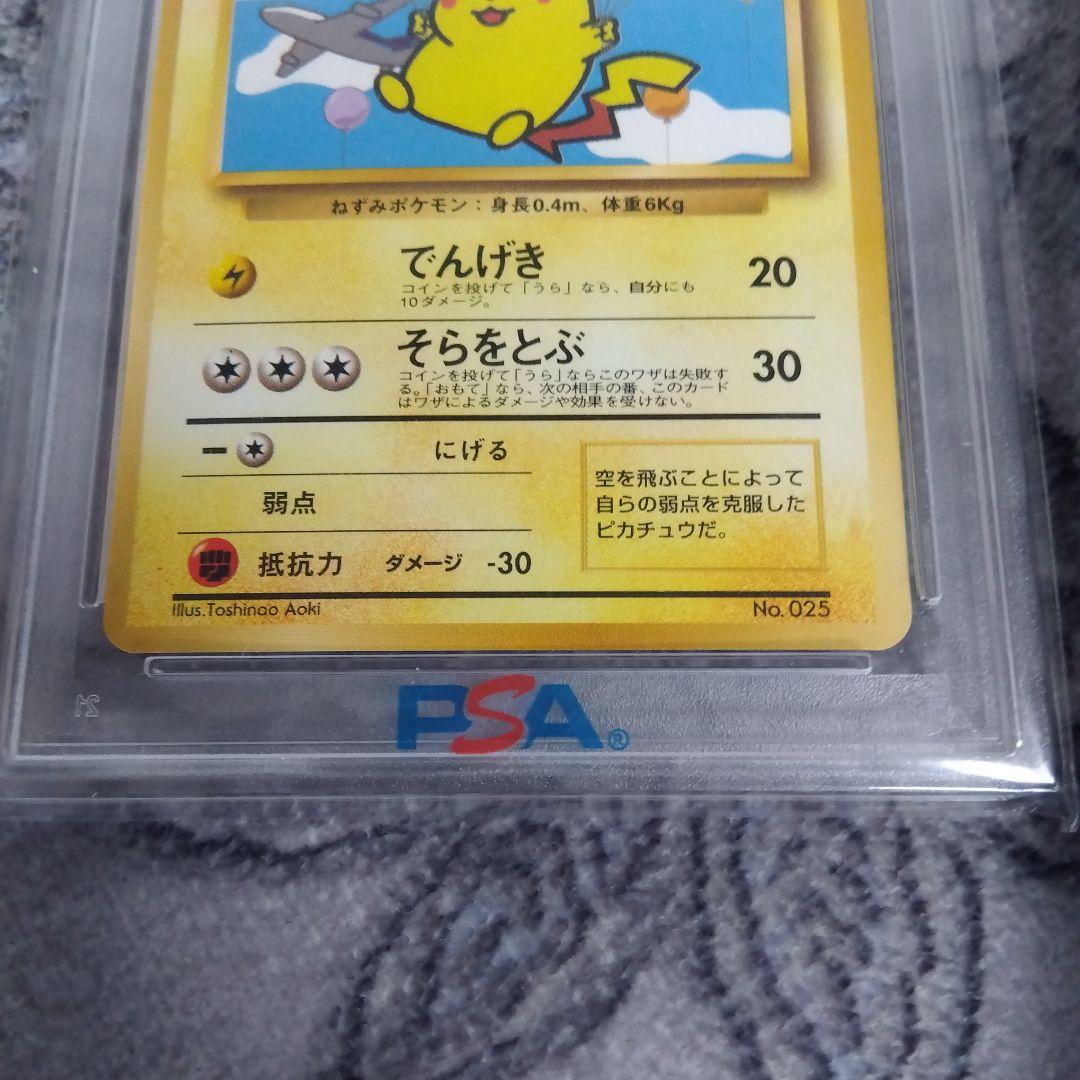 ねずみポケモン：身長0.4m、体重6Kg
でんげき 20
コインを投げて「うら」なら、自分にも
10ダメージ。
そらをとぶ 30
コインを投げて「うら」ならこのワザは失敗す
る。「おもて」なら、次の相手の番、このカード
はワザによるダメージや効果を受けない。
− にげる
弱点
抵抗力 ダメージ -30
空を飛ぶことによって
自らの弱点を克服した
ピカチュウだ。
Illus.Toshinao Aoki No. 025
PSA®